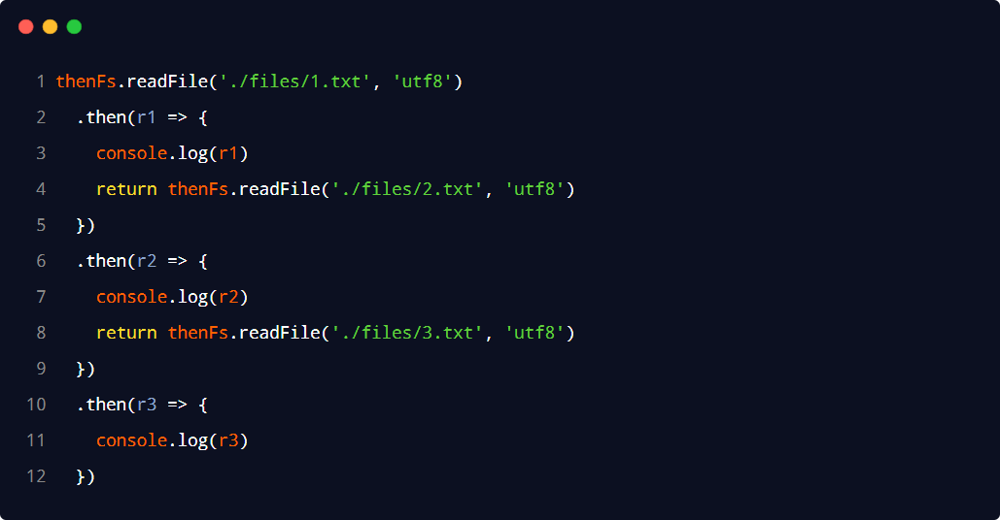 1 thenFs.readFile('./files/1.txt', 'utf8')
2   .then(r1 => {
3     console.log(r1)
4     return thenFs.readFile('./files/2.txt', 'utf8')
5   })
6   .then(r2 => {
7     console.log(r2)
8     return thenFs.readFile('./files/3.txt', 'utf8')
9   })
10   .then(r3 => {
11     console.log(r3)
12   })